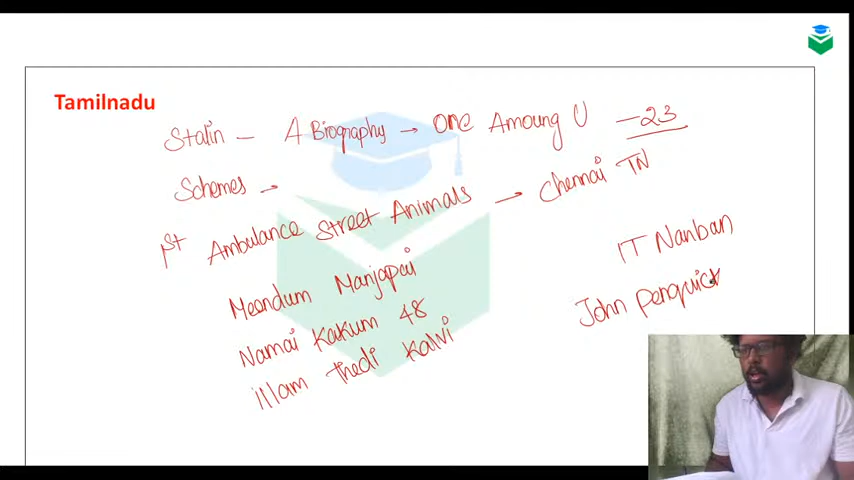 Tamilnadu
Stalin - A Biography → One Amoung U - 23
Schemes →
1st Ambulance Street Animals → Chennai TN
Meendum Manjapai
Namai Kakum 48
illam thedi Kalvi
IT Nanban
John Penquick